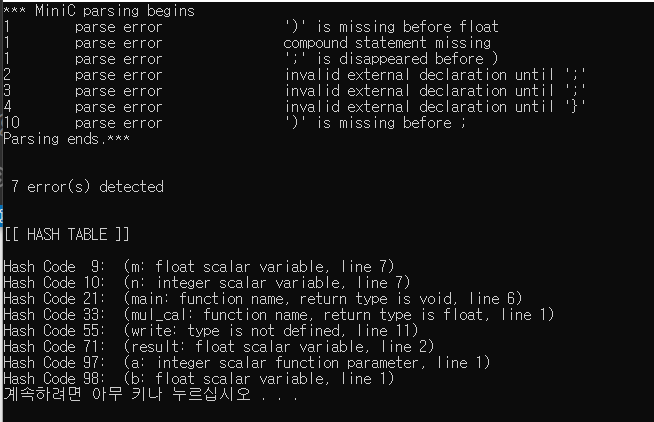 *** MiniC parsing begins
1 parse error ')' is missing before float
1 parse error compound statement missing
1 parse error ';' is disappeared before )
2 parse error invalid external declaration until ';'
3 parse error invalid external declaration until ';'
4 parse error invalid external declaration until '}'
10 parse error ')' is missing before ;
Parsing ends.***
7 error(s) detected
[[ HASH TABLE ]]
Hash Code 9: (m: float scalar variable, line 7)
Hash Code 10: (n: integer scalar variable, line 7)
Hash Code 21: (main: function name, return type is void, line 6)
Hash Code 33: (mul_cal: function name, return type is float, line 1)
Hash Code 55: (write: type is not defined, line 11)
Hash Code 71: (result: float scalar variable, line 2)
Hash Code 97: (a: integer scalar function parameter, line 1)
Hash Code 98: (b: float scalar variable, line 1)
계속하려면 아무 키나 누르십시오 . . .